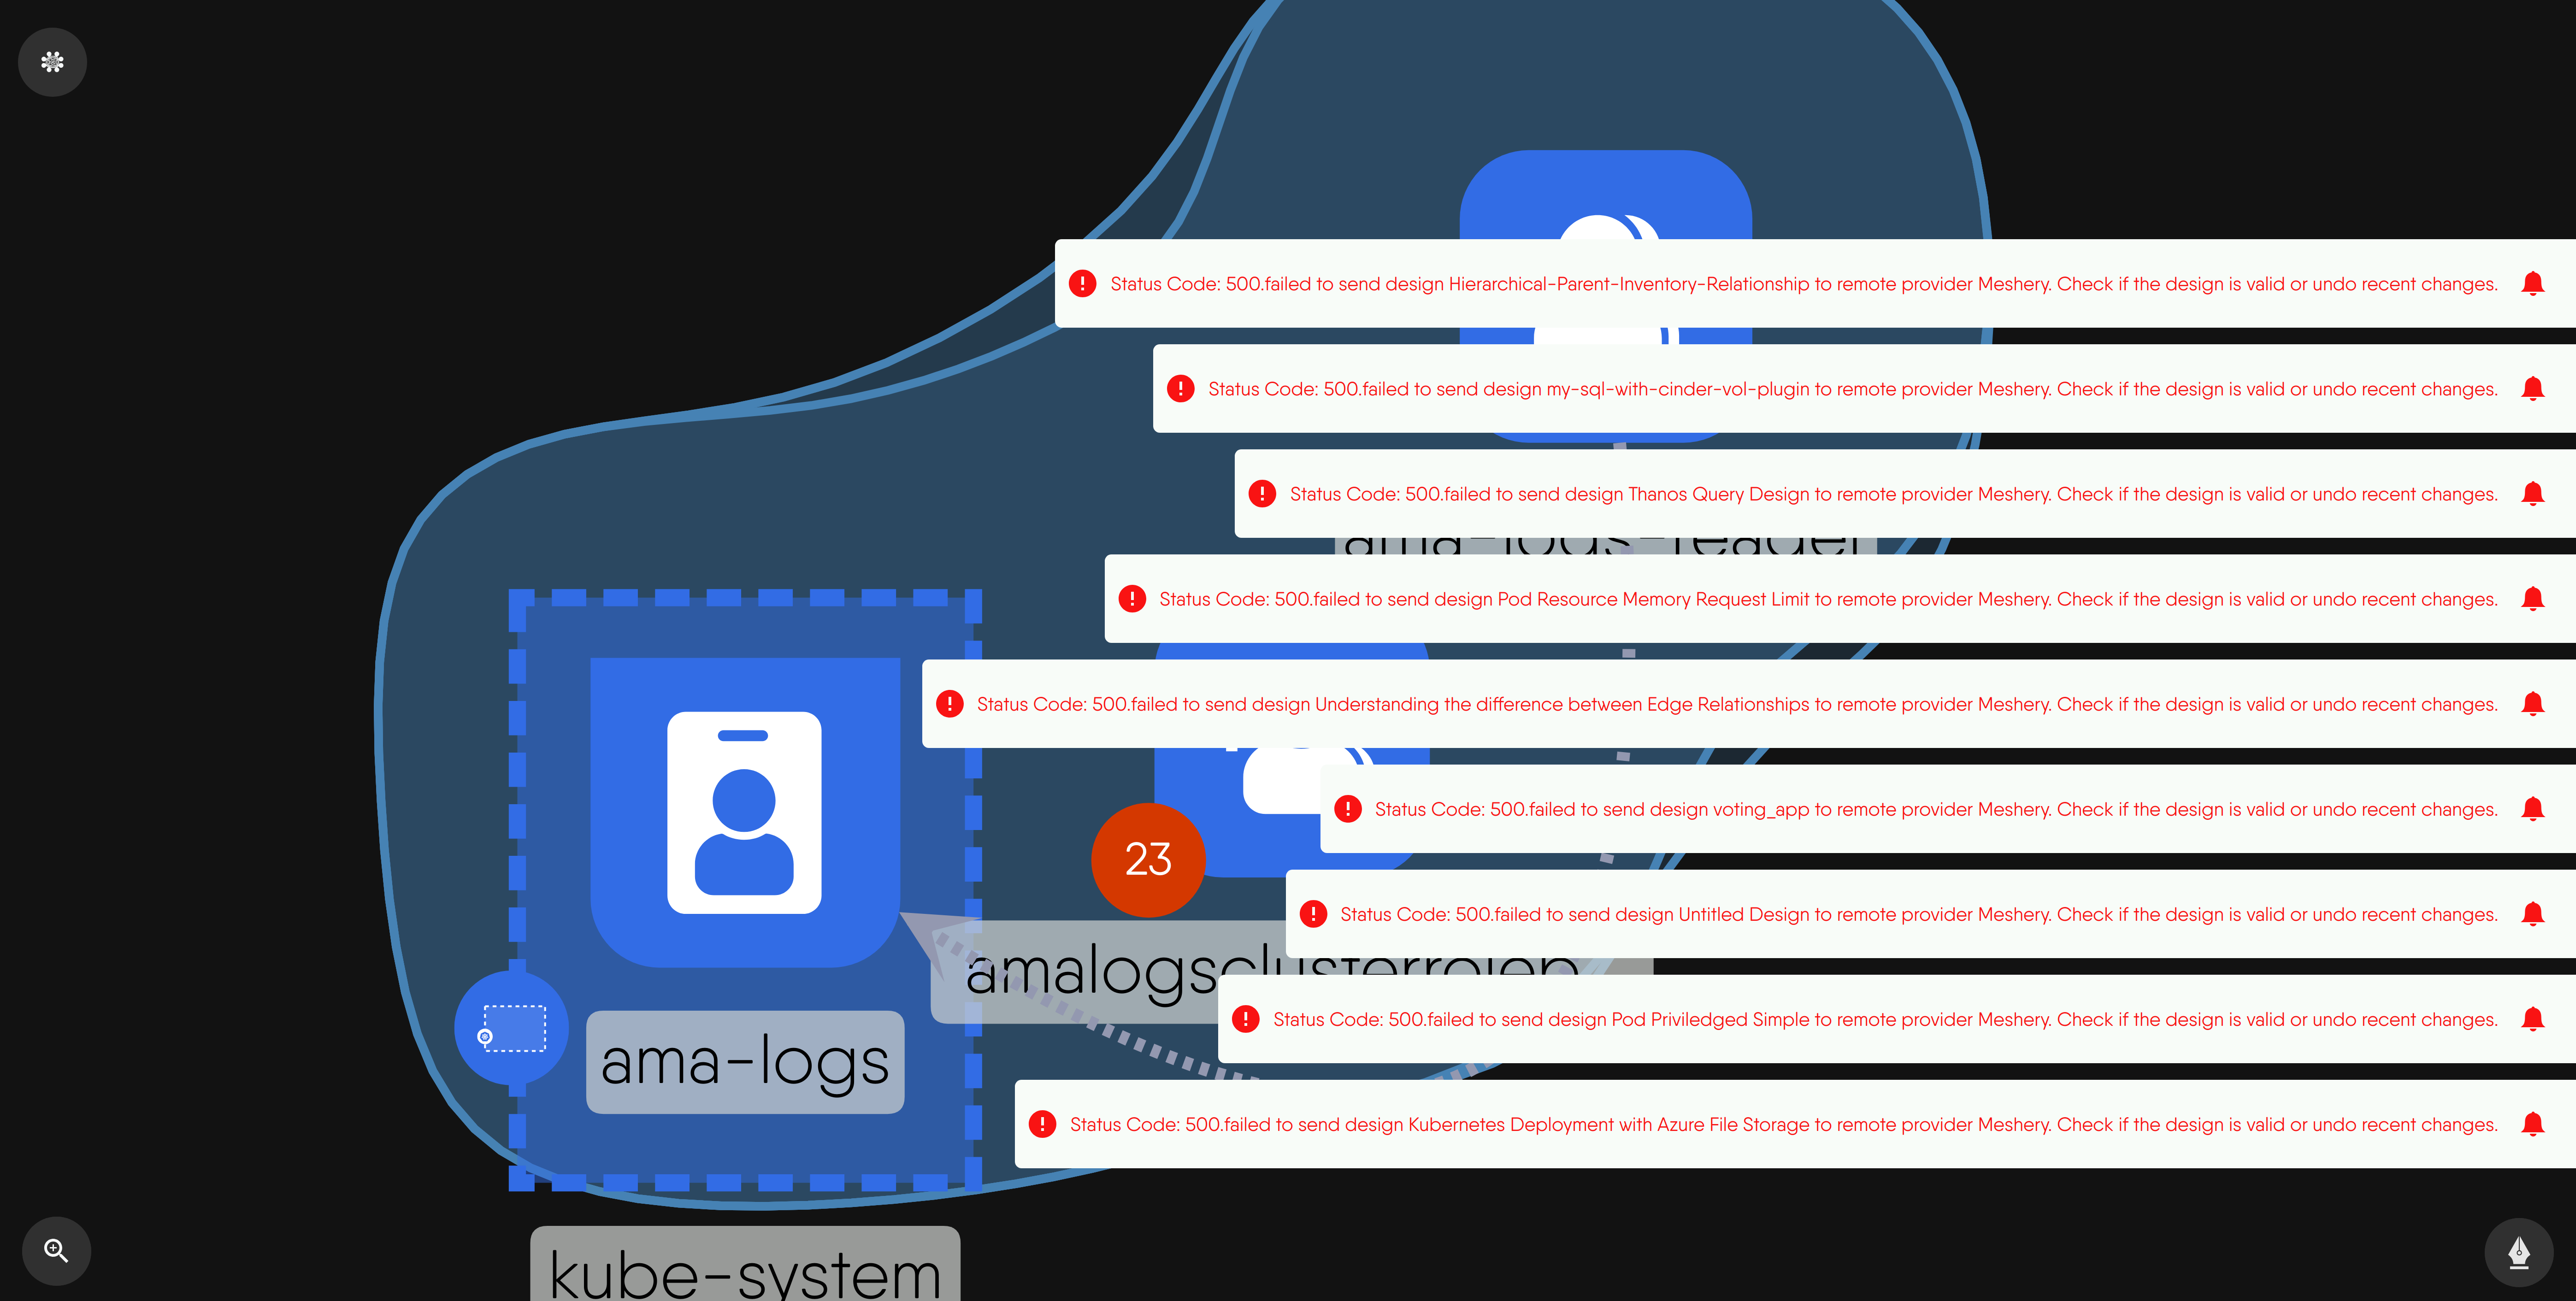 Status Code: 500.failed to send design Hierarchical-Parent-Inventory-Relationship to remote provider Meshery. Check if the design is valid or undo recent changes.
Status Code: 500.failed to send design my-sql-with-cinder-vol-plugin to remote provider Meshery. Check if the design is valid or undo recent changes.
Status Code: 500.failed to send design Thanos Query Design to remote provider Meshery. Check if the design is valid or undo recent changes.
ama-logs-reader
Status Code: 500.failed to send design Pod Resource Memory Request Limit to remote provider Meshery. Check if the design is valid or undo recent changes.
Status Code: 500.failed to send design Understanding the difference between Edge Relationships to remote provider Meshery. Check if the design is valid or undo recent changes.
Status Code: 500.failed to send design voting_app to remote provider Meshery. Check if the design is valid or undo recent changes.
23
Status Code: 500.failed to send design Untitled Design to remote provider Meshery. Check if the design is valid or undo recent changes.
Status Code: 500.failed to send design Pod Priviledged Simple to remote provider Meshery. Check if the design is valid or undo recent changes.
ama-logs
Status Code: 500.failed to send design Kubernetes Deployment with Azure File Storage to remote provider Meshery. Check if the design is valid or undo recent changes.
kube-system